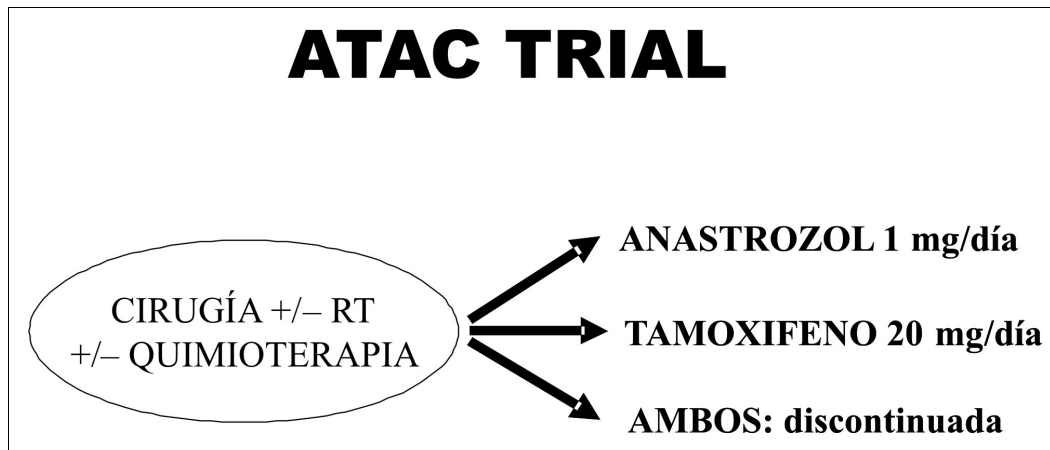 ATAC TRIAL
CIRUGÍA +/– RT
+/– QUIMIOTERAPIA
ANASTROZOL 1 mg/día
TAMOXIFENO 20 mg/día
AMBOS: discontinuada